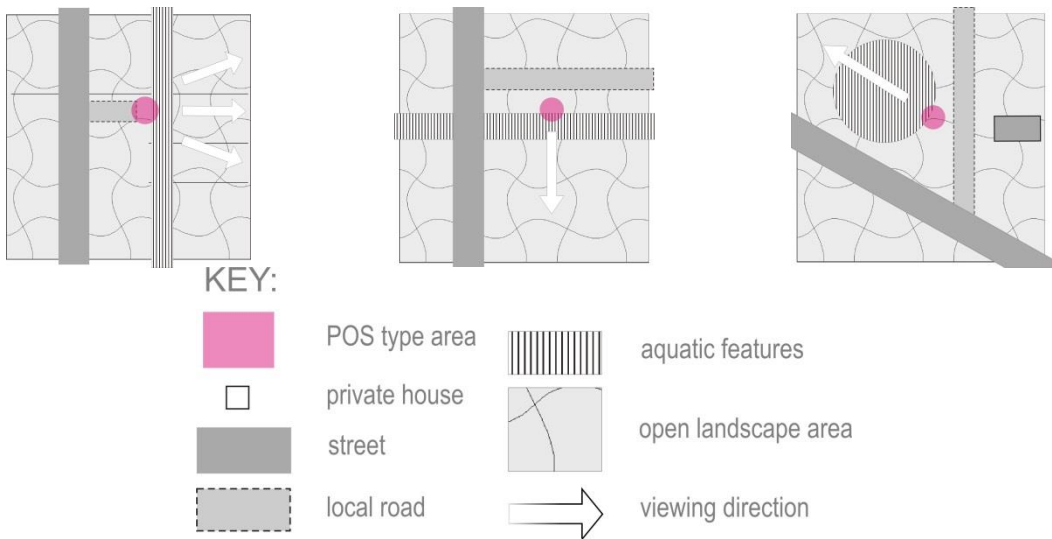 KEY:
POS type area
private house
street
local road
aquatic features
open landscape area
viewing direction